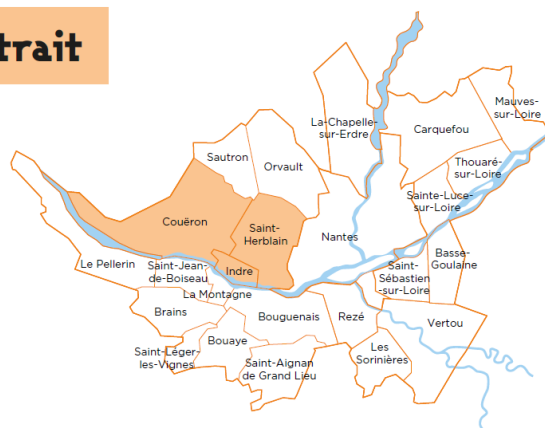 trait
Mauves-
sur-Loire
La-Chapelle-
sur-Erdre
Carquefou
Sautron
Orvault
Thouaré-
sur-Loire
Sainte-Luce-
sur-Loire
Couëron
Saint-
Herblain
Nantes
Basse-
Goulaine
Le Pellerin
Saint-Jean-
de-Boiseau
Indre
Saint-
Sébastien
-sur-Loire
La Montagne
Brains
Bouguenais
Rezé
Vertou
Bouaye
Saint-Léger-
les-Vignes
Saint-Aignan
de Grand Lieu
Les
Sorinières